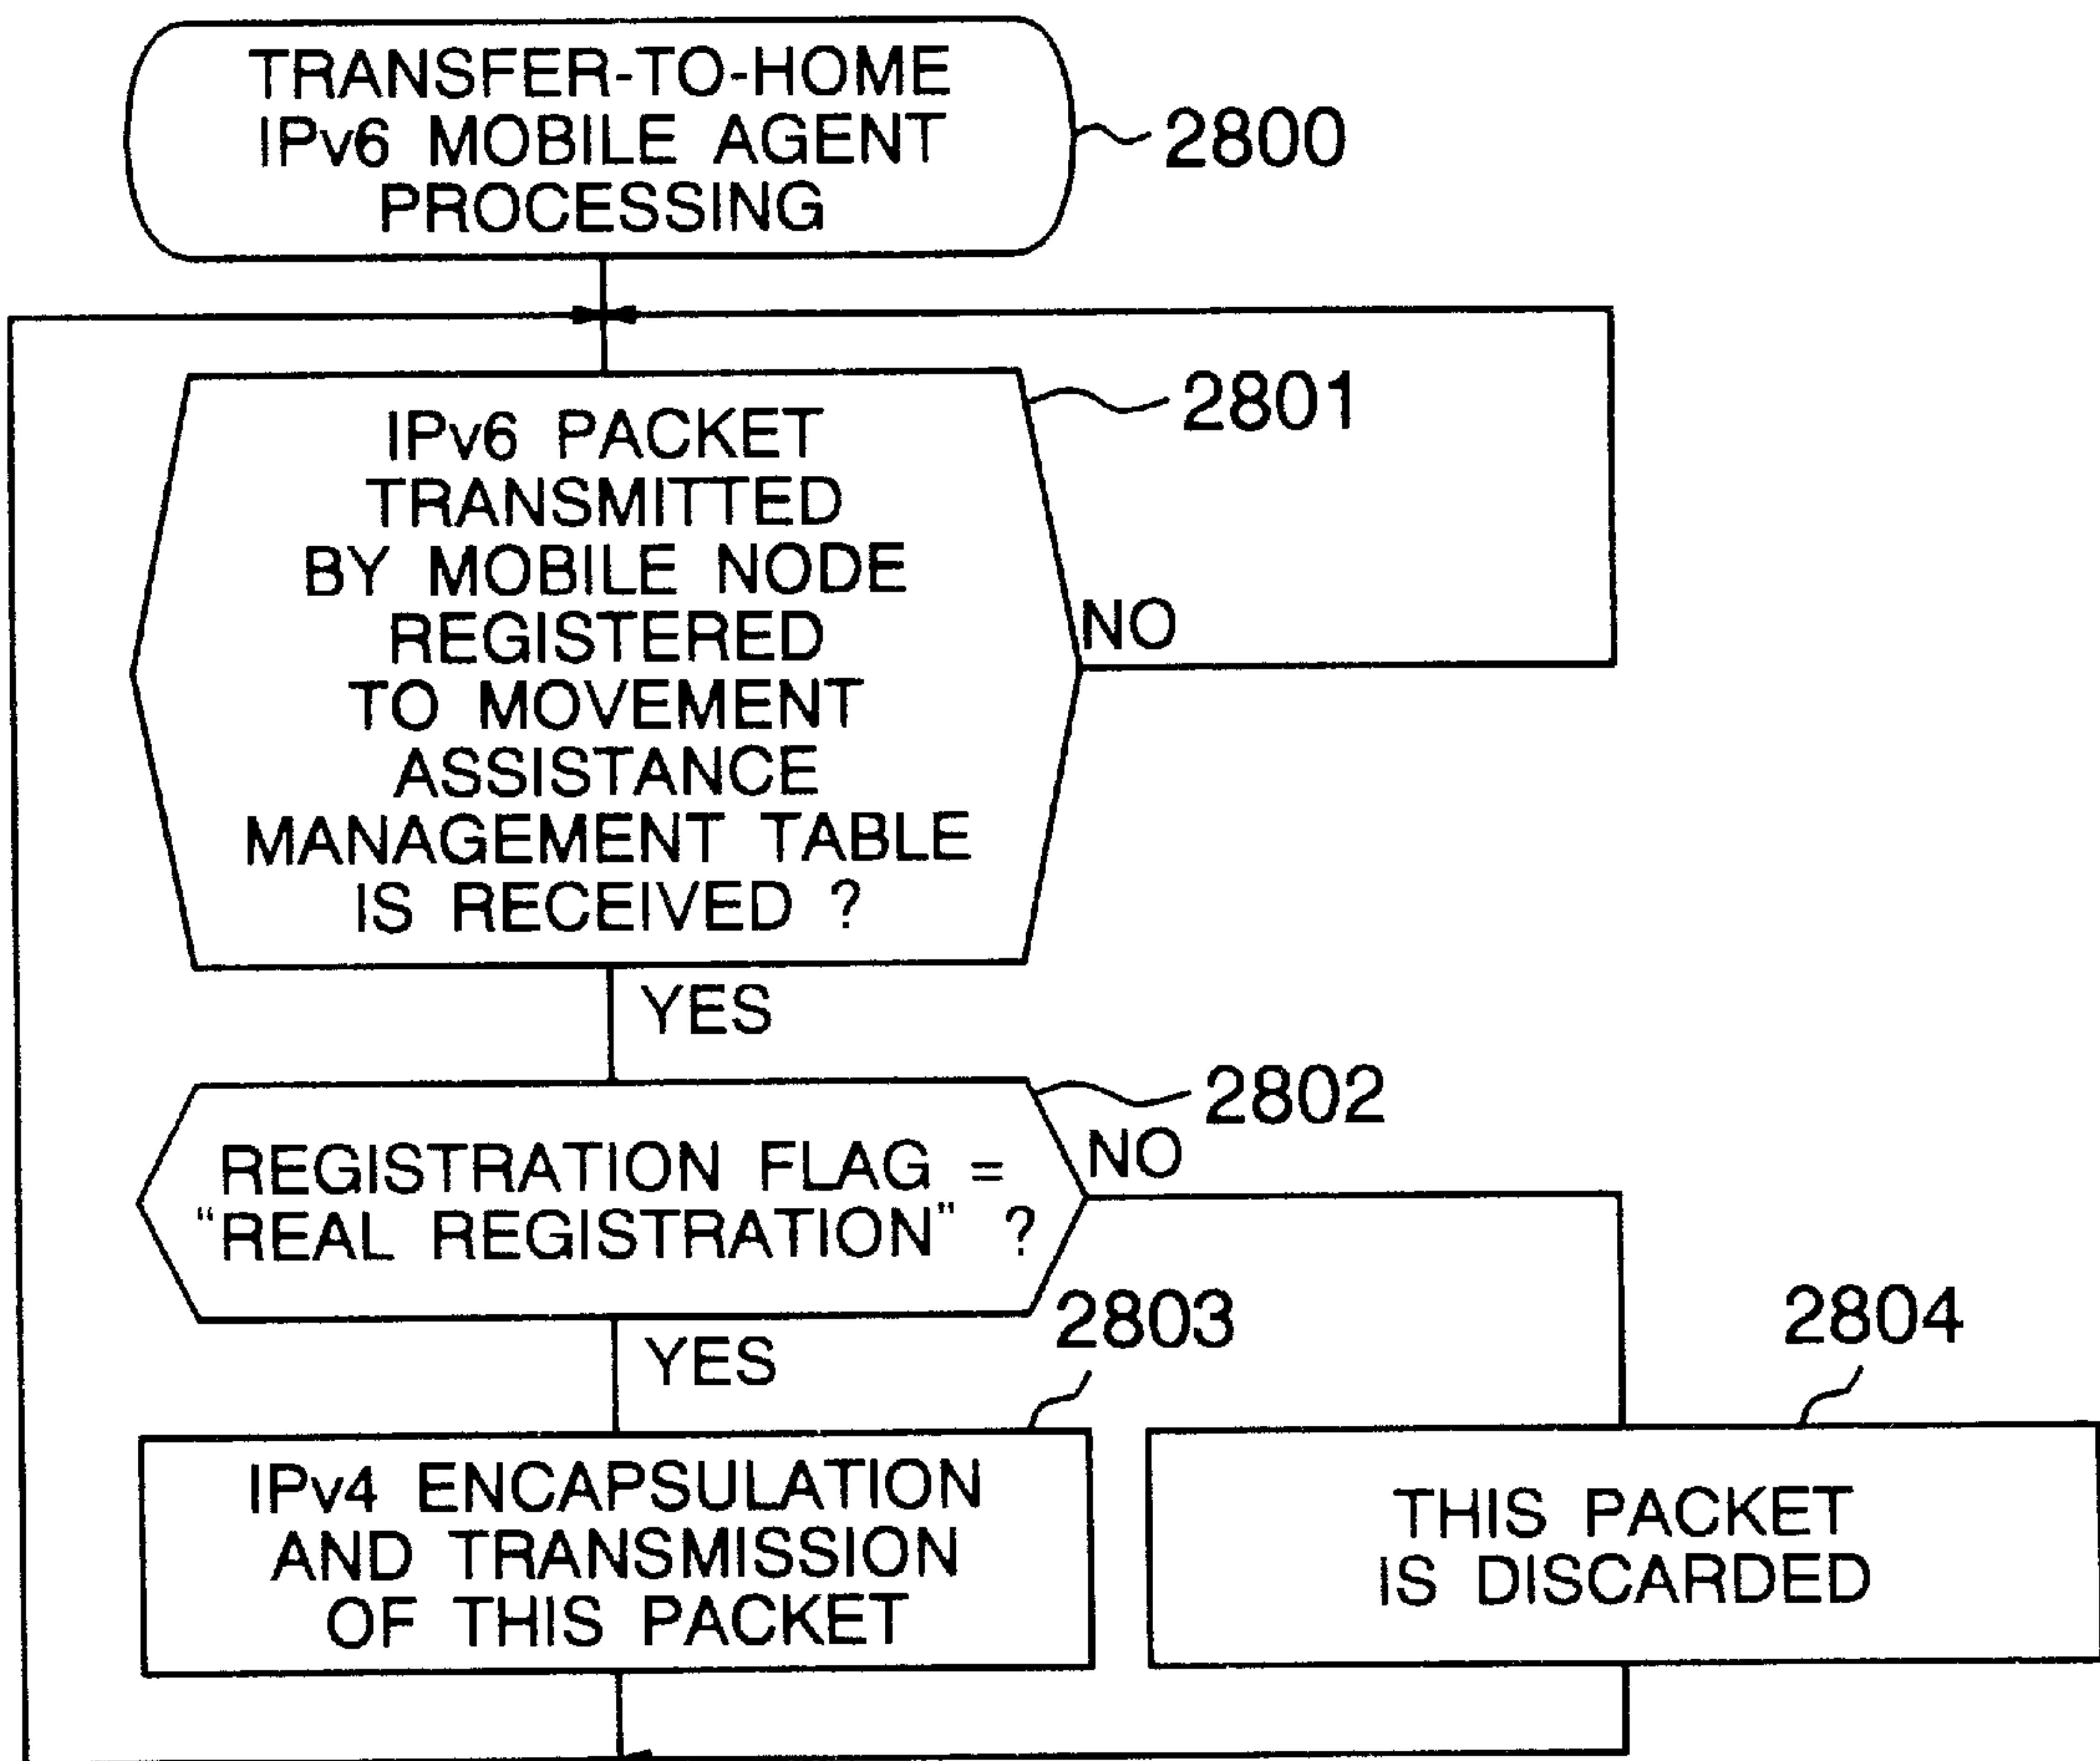 TRANSFER-TO-HOME
IPv6 MOBILE AGENT
PROCESSING
2800
2801
IPv6 PACKET
TRANSMITTED
BY MOBILE NODE
REGISTERED
TO MOVEMENT
ASSISTANCE
MANAGEMENT TABLE
IS RECEIVED ?
NO
YES
2802
NO
REGISTRATION FLAG =
“REAL REGISTRATION” ?
YES
2803
2804
IPv4 ENCAPSULATION
AND TRANSMISSION
OF THIS PACKET
THIS PACKET
IS DISCARDED